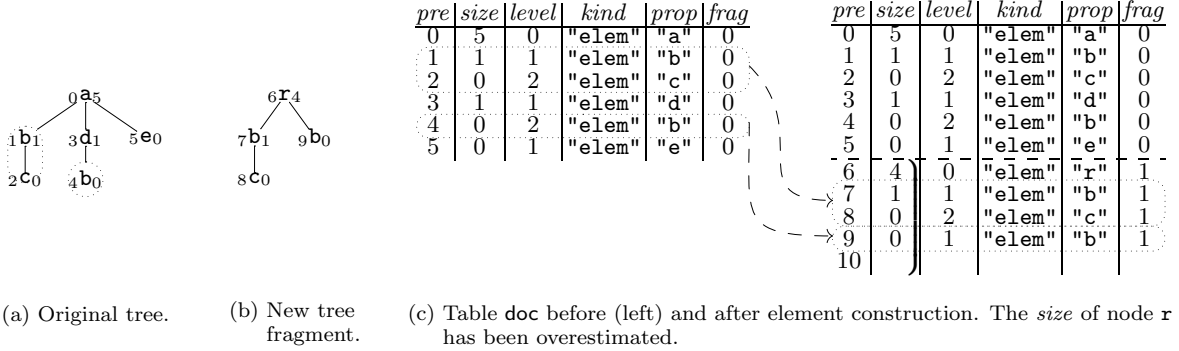 0a5
1b1 3d1 5e0
2c0 4b0
(a) Original tree.
6r4
7b1 9b0
8c0
(b) New tree
fragment.
pre size level kind prop frag
0 5 0 "elem" "a" 0
1 1 1 "elem" "b" 0
2 0 2 "elem" "c" 0
3 1 1 "elem" "d" 0
4 0 2 "elem" "b" 0
5 0 1 "elem" "e" 0
pre size level kind prop frag
0 5 0 "elem" "a" 0
1 1 1 "elem" "b" 0
2 0 2 "elem" "c" 0
3 1 1 "elem" "d" 0
4 0 2 "elem" "b" 0
5 0 1 "elem" "e" 0
6 4 0 "elem" "r" 1
7 1 1 "elem" "b" 1
8 0 2 "elem" "c" 1
9 0 1 "elem" "b" 1
10
(c) Table doc before (left) and after element construction. The size of node r
has been overestimated.